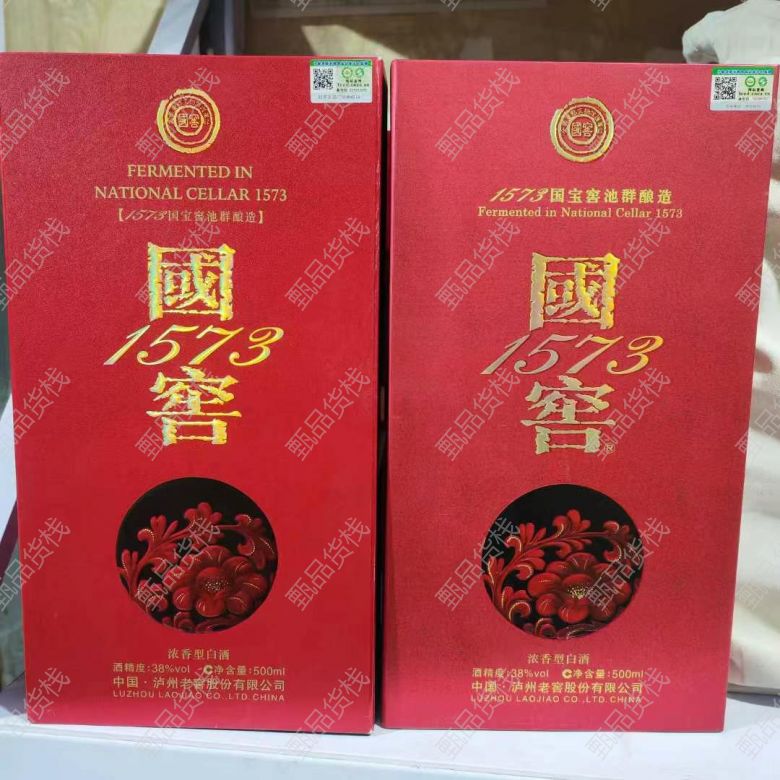 FERMENTED IN
NATIONAL CELLAR 1573
【1573国宝窖池群酿造】
國
1573
窖
浓香型白酒
酒精度:38%vol 净含量:500ml
中国·泸州老窖股份有限公司
LUZHOU LAOJIAO CO.,LTD.CHINA
國窖
1573国宝窖池群酿造
Fermented in National Cellar 1573
國
1573
窖
浓香型白酒
酒精度:38%vol 净含量:500ml
中国·泸州老窖股份有限公司
LUZHOU LAOJIAO CO.,LTD.CHINA
甄品货栈